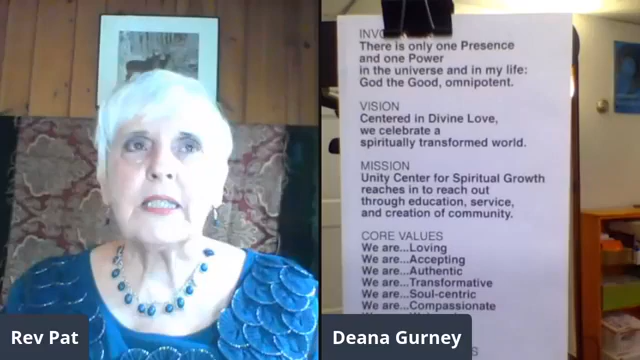 There is only one Presence
and one Power
in the universe and in my life:
God the Good, omnipotent.
VISION
Centered in Divine Love,
we celebrate a
spiritually transformed world.
MISSION
Unity Center for Spiritual Growth
reaches in to reach out
through education, service,
and creation of community.
CORE VALUES
We are...Loving
We are...Accepting
We are...Authentic
We are...Transformative
We are...Soul-centric
We are...Compassionate
Rev Pat
Deana Gurney